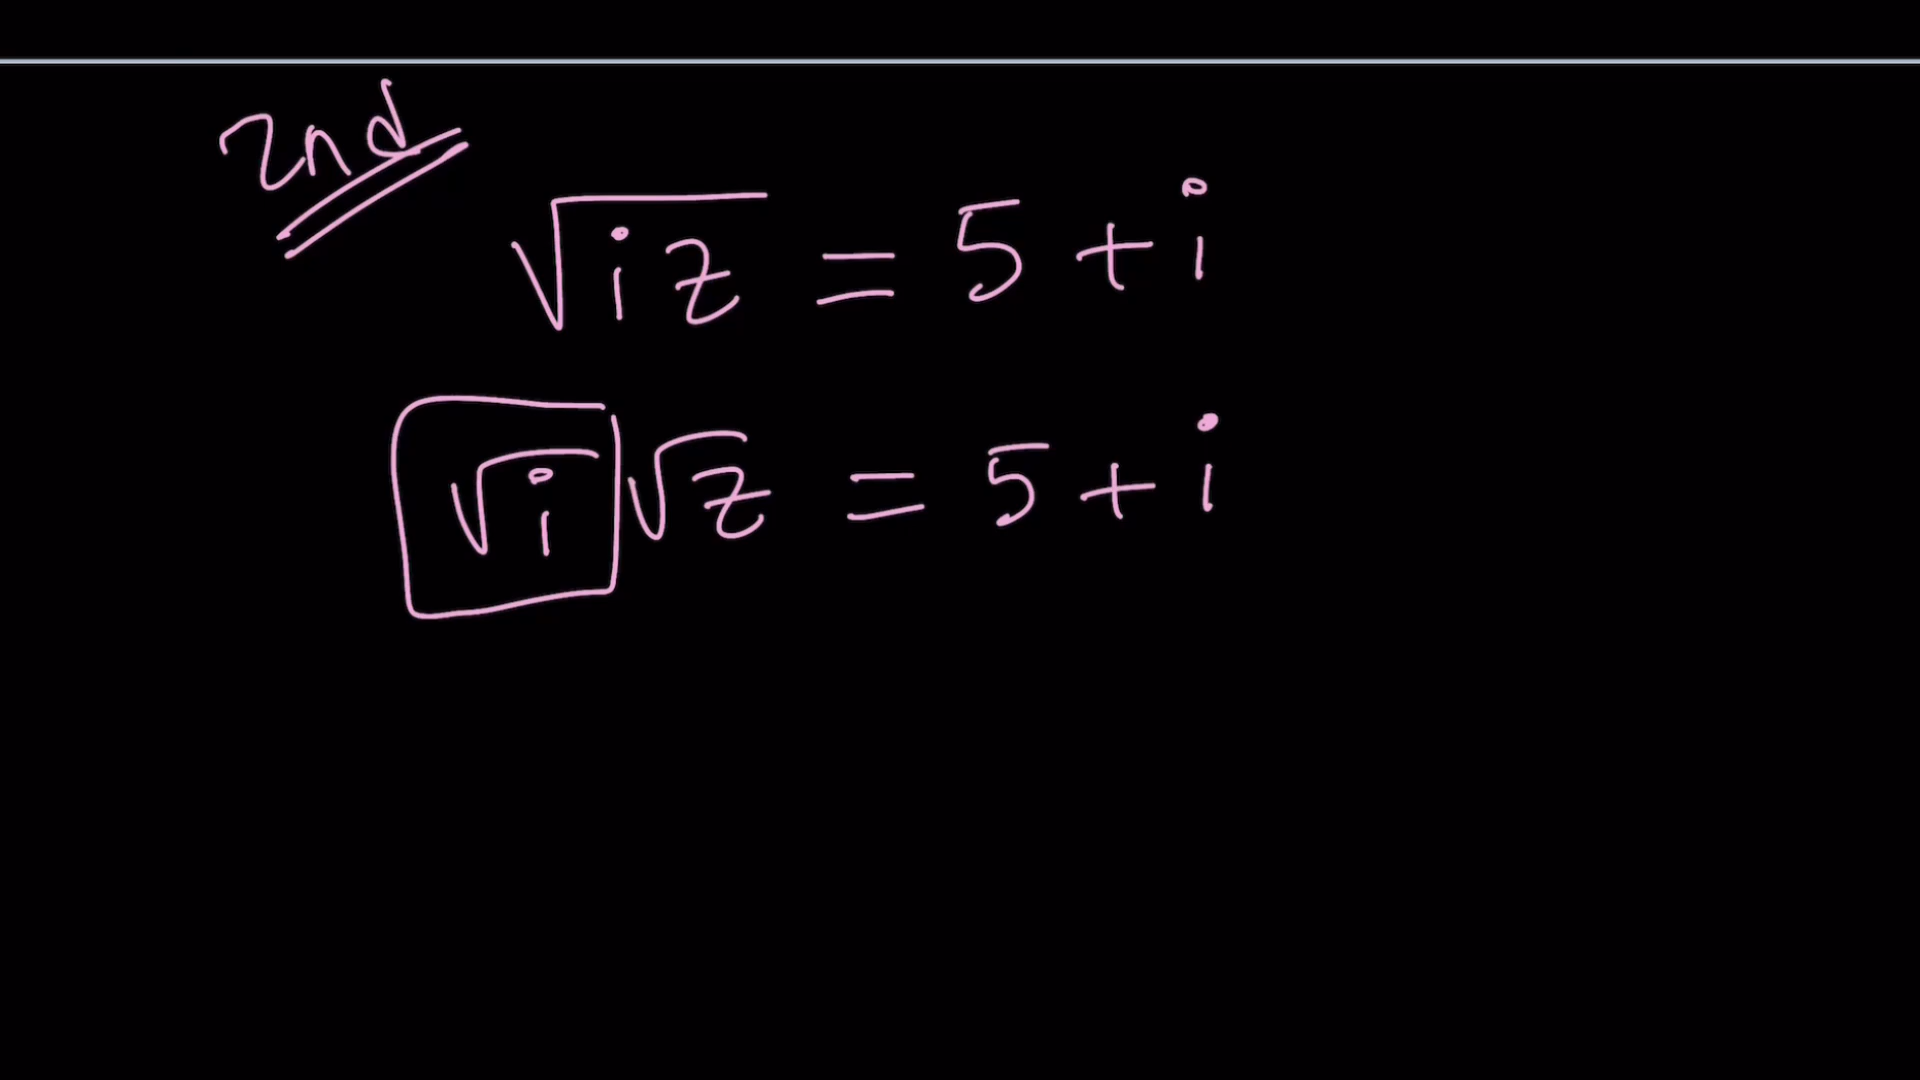 2nd
√iz = 5 + i
√i √z = 5 + i